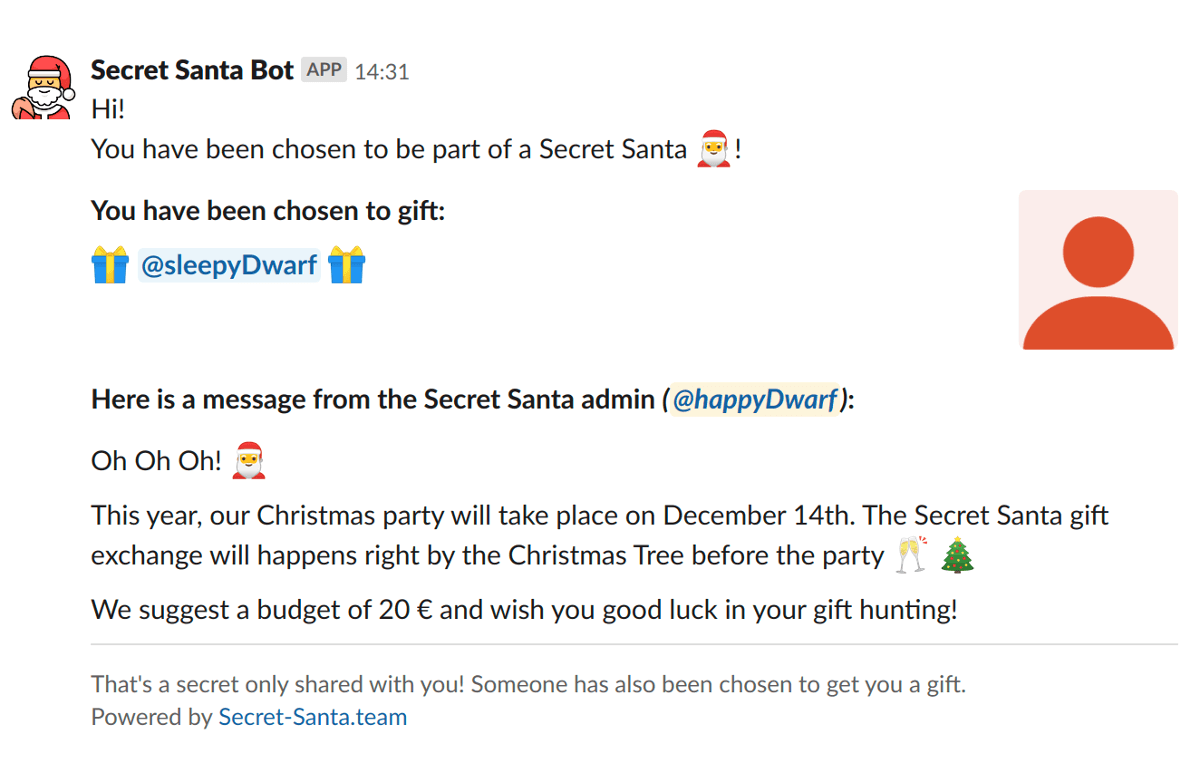 Secret Santa Bot APP 14:31
Hi!
You have been chosen to be part of a Secret Santa 🎅!
You have been chosen to gift:
🎁 @sleepyDwarf 🎁
Here is a message from the Secret Santa admin (@happyDwarf):
Oh Oh Oh! 🎅
This year, our Christmas party will take place on December 14th. The Secret Santa gift
exchange will happens right by the Christmas Tree before the party 🥂 🎄
We suggest a budget of 20 € and wish you good luck in your gift hunting!
That's a secret only shared with you! Someone has also been chosen to get you a gift.
Powered by Secret-Santa.team